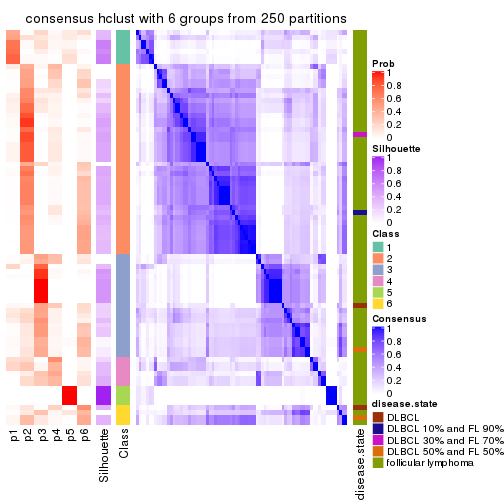 consensus hclust with 6 groups from 250 partitions
Prob
1
0.8
0.6
0.4
0.2
0
Silhouette
1
0.8
0.6
0.4
0.2
0
Class
1
2
3
4
5
6
Consensus
1
0.8
0.6
0.4
0.2
0
disease.state
DLBCL
DLBCL 10% and FL 90%
DLBCL 30% and FL 70%
DLBCL 50% and FL 50%
follicular lymphoma
p1
p2
p3
p4
p5
p6
Silhouette
Class
disease.state